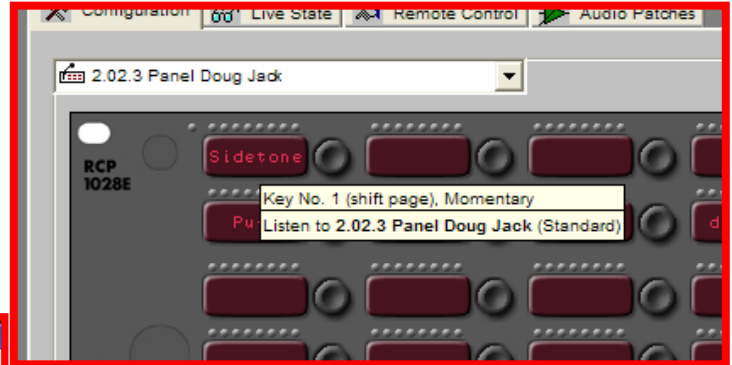 Configuration Live State Remote Control Audio Patches
2.02.3 Panel Doug Jack
RCP
1028E
Sidetone
Key No. 1 (shift page), Momentary
Listen to 2.02.3 Panel Doug Jack (Standard)
Pu
d